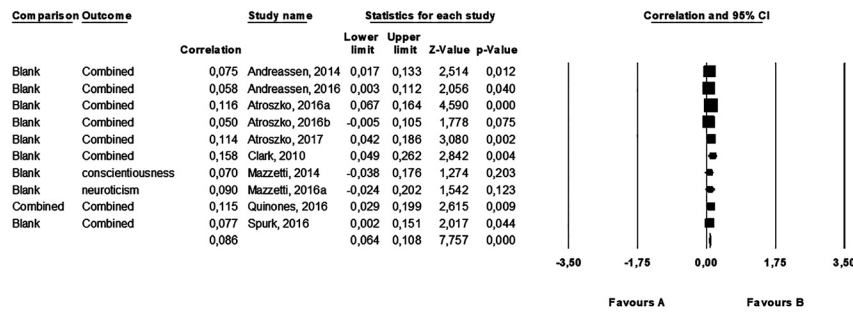 Comparison Outcome Study name Statistics for each study Correlation and 95% CI
Correlation Lower limit Upper limit Z-Value p-Value
Blank Combined 0,075 Andreassen, 2014 0,017 0,133 2,514 0,012
Blank Combined 0,058 Andreassen, 2016 0,003 0,112 2,056 0,040
Blank Combined 0,116 Atroszko, 2016a 0,067 0,164 4,590 0,000
Blank Combined 0,050 Atroszko, 2016b -0,005 0,105 1,778 0,075
Blank Combined 0,114 Atroszko, 2017 0,042 0,186 3,080 0,002
Blank Combined 0,158 Clark, 2010 0,049 0,262 2,842 0,004
Blank conscientiousness 0,070 Mazzetti, 2014 -0,038 0,176 1,274 0,203
Blank neuroticism 0,090 Mazzetti, 2016a -0,024 0,202 1,542 0,123
Combined Combined 0,115 Quinones, 2016 0,029 0,199 2,615 0,009
Blank Combined 0,077 Spurk, 2016 0,002 0,151 2,017 0,044
0,086 0,064 0,108 7,757 0,000
-3,50 -1,75 0,00 1,75 3,50
Favours A Favours B